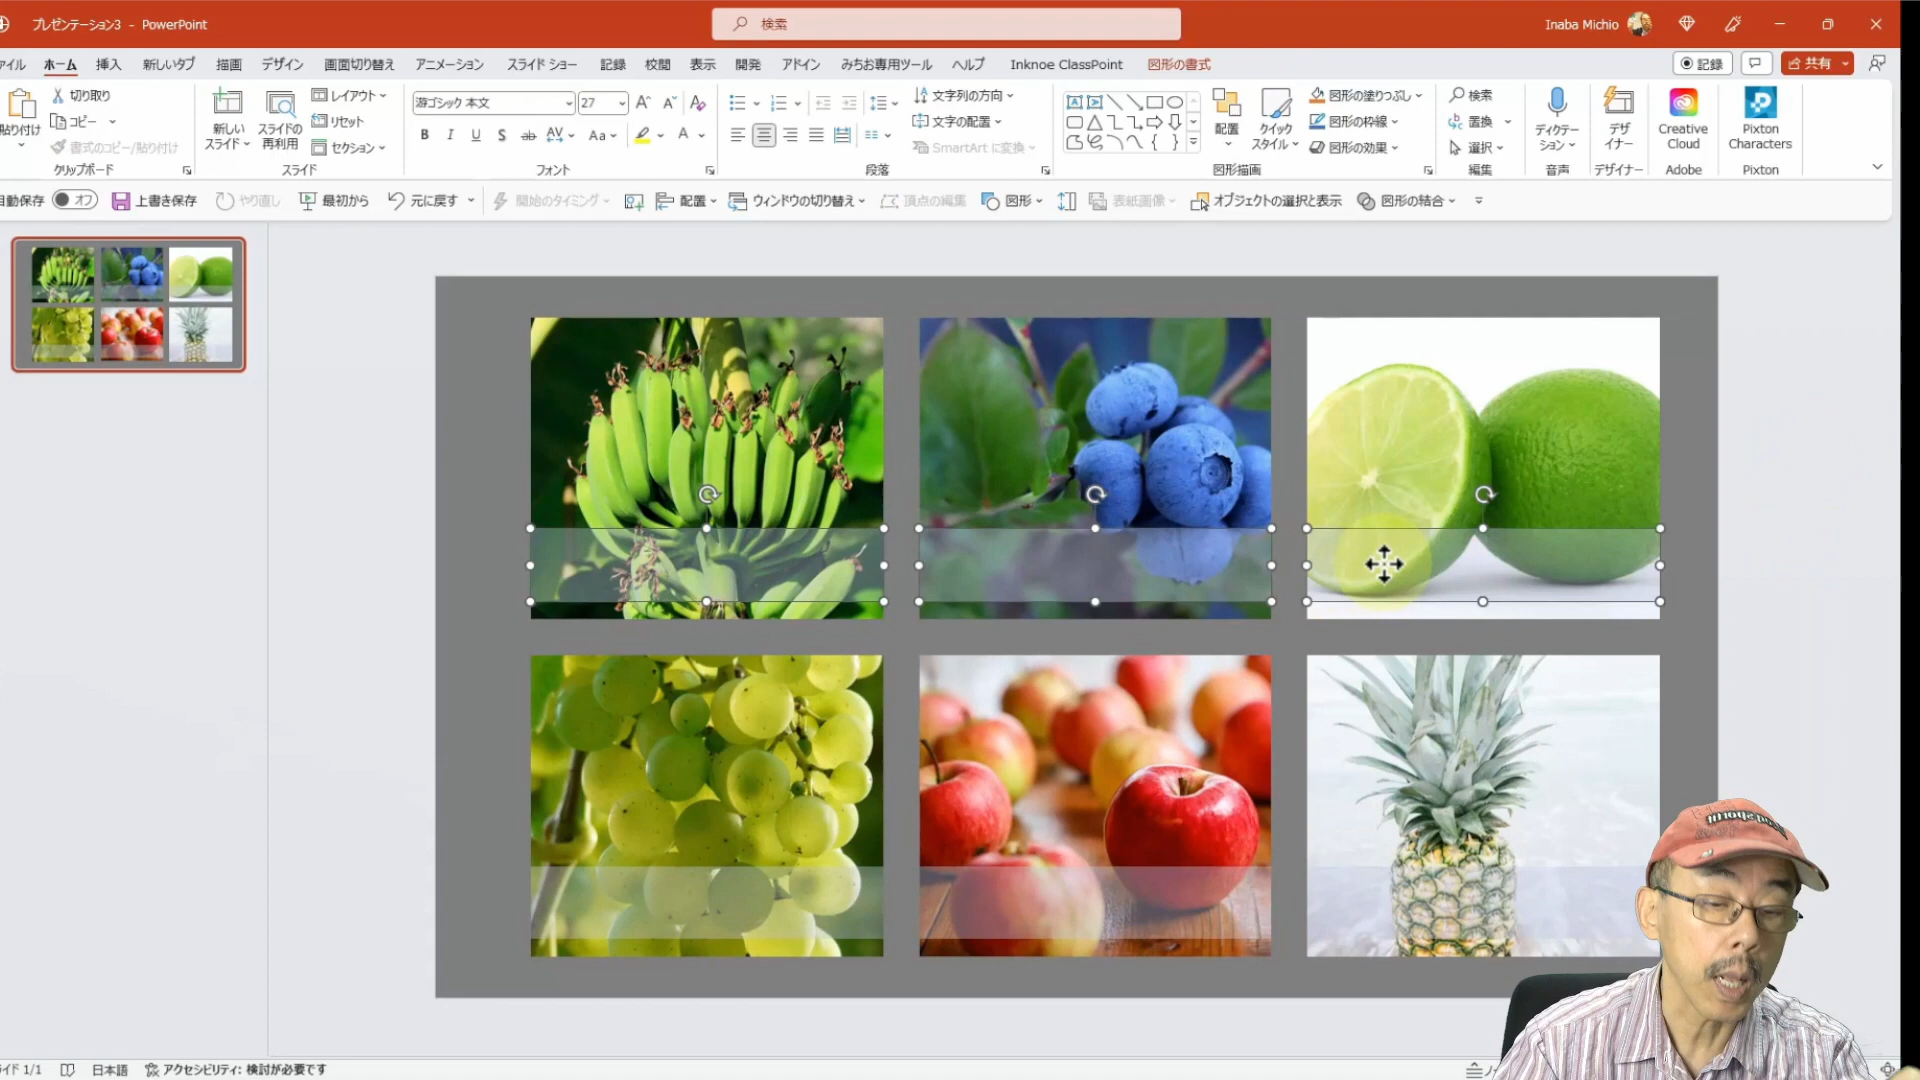 プレゼンテーション3 - PowerPoint
検索
Inaba Michio
ァイル ホーム 挿入 新しいタブ 描画 デザイン 画面切り替え アニメーション スライド ショー 記録 校閲 表示 開発 アドイン みちお専用ツール ヘルプ Inknoe ClassPoint 図形の書式
記録 共有
貼り付け 切り取り コピー 書式のコピー/貼り付け
クリップボード
新しい スライド スライドの 再利用 レイアウト リセット セクション
スライド
游ゴシック 本文 27
B I U S ab AV Aa A
フォント
文字列の方向 文字の配置 SmartArt に変換
段落
配置 クイック スタイル 図形の塗りつぶし 図形の枠線 図形の効果
図形描画
検索 置換 選択
編集
ディクテー ション
音声
デザ イナー
デザイナー
Creative Cloud
Adobe
Pixton Characters
Pixton
自動保存 オフ 上書き保存 やり直し 最初から 元に戻す 開始のタイミング 配置 ウィンドウの切り替え 頂点の編集 図形 表紙画像 オブジェクトの選択と表示 図形の結合
イド 1/1 日本語 アクセシビリティ: 検討が必要です